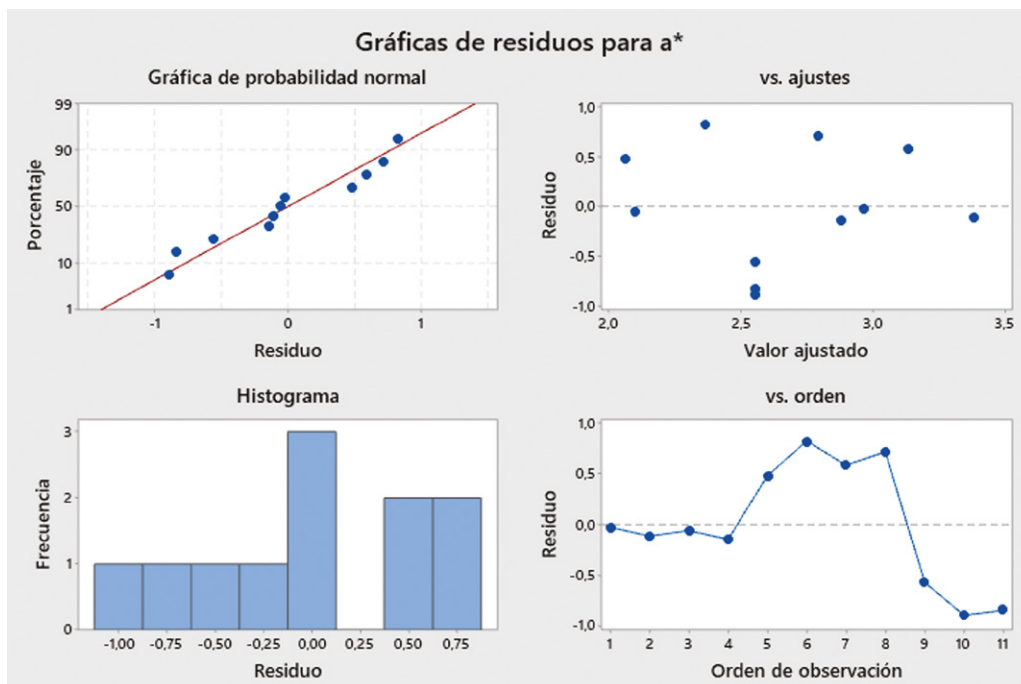 Gráficas de residuos para a*
Gráfica de probabilidad normal
99
90
50
10
1
Porcentaje
-1 0 1
Residuo
vs. ajustes
1,0
0,5
0,0
-0,5
-1,0
Residuo
2,0 2,5 3,0 3,5
Valor ajustado
Histograma
3
2
1
0
Frecuencia
-1,00 -0,75 -0,50 -0,25 0,00 0,25 0,50 0,75
Residuo
vs. orden
1,0
0,5
0,0
-0,5
-1,0
Residuo
1 2 3 4 5 6 7 8 9 10 11
Orden de observación